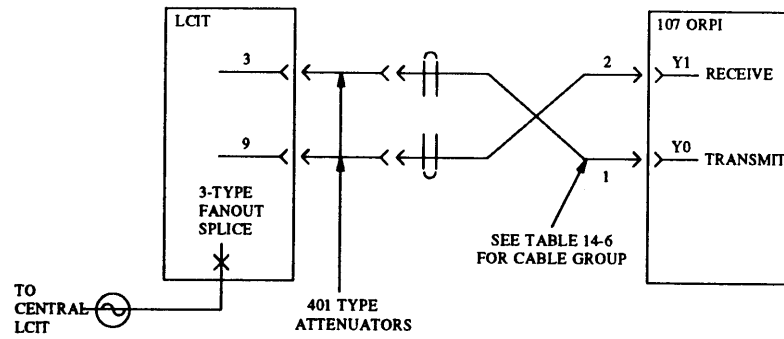 LCIT
107 ORPI
3
2
Y1
RECEIVE
9
1
Y0
TRANSMIT
3-TYPE
FANOUT
SPLICE
SEE TABLE 14-6
FOR CABLE GROUP
TO
CENTRAL
LCIT
401 TYPE
ATTENUATORS